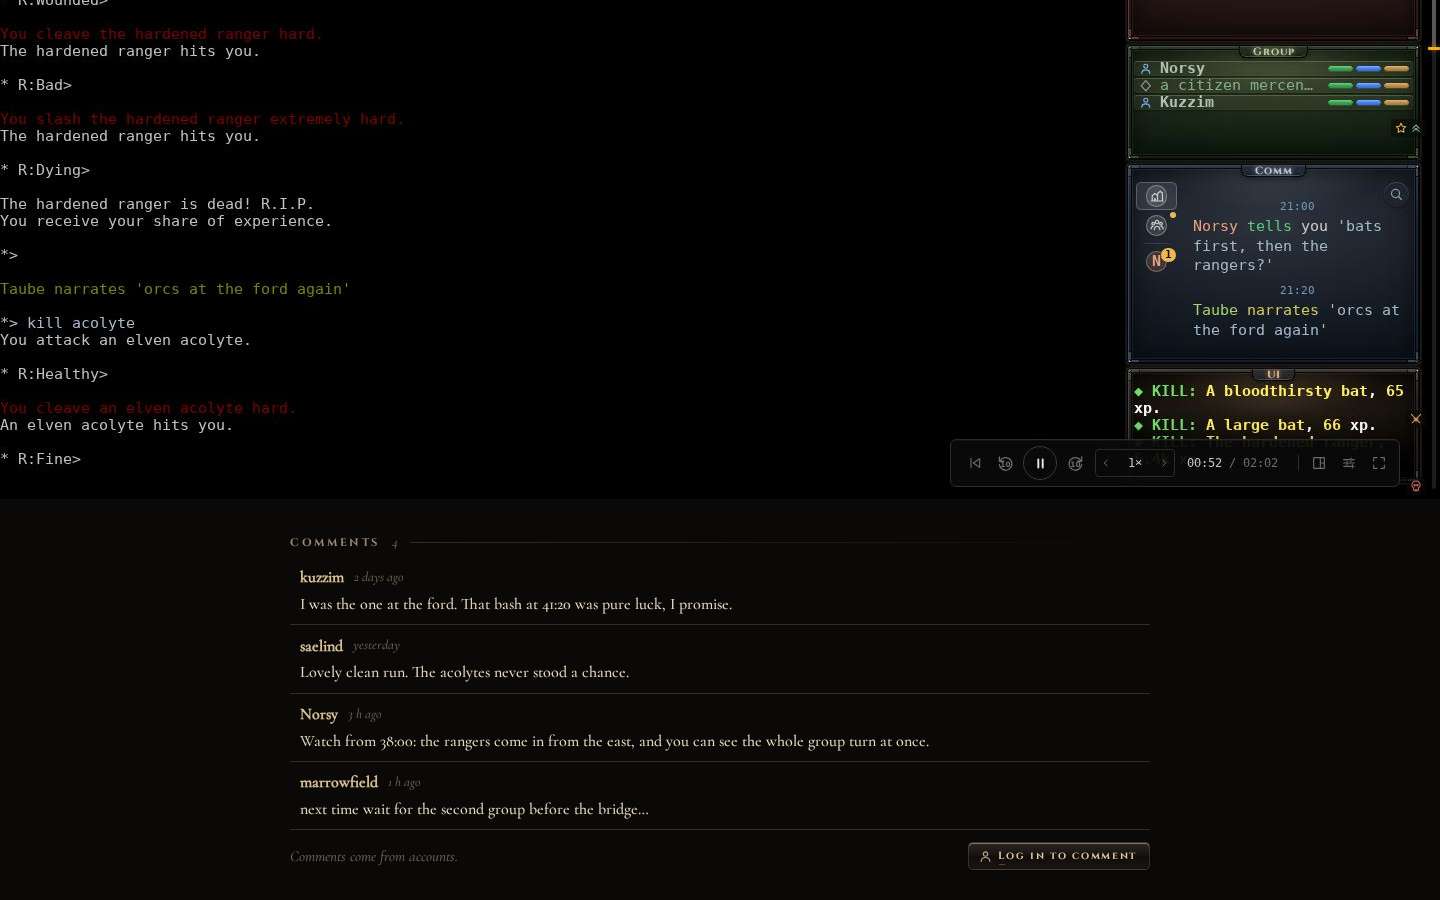 * R:Wounded>
You cleave the hardened ranger hard.
The hardened ranger hits you.
* R:Bad>
You slash the hardened ranger extremely hard.
The hardened ranger hits you.
* R:Dying>
The hardened ranger is dead! R.I.P.
You receive your share of experience.
*>
Taube narrates 'orcs at the ford again'
*> kill acolyte
You attack an elven acolyte.
* R:Healthy>
You cleave an elven acolyte hard.
An elven acolyte hits you.
* R:Fine>
Group
Norsy
a citizen mercen…
Kuzzim
Comm
21:00
Norsy tells you 'bats
first, then the
rangers?'
N 1
21:20
Taube narrates 'orcs at
the ford again'
UI
◆ KILL: A bloodthirsty bat, 65
xp.
◆ KILL: A large bat, 66 xp.
◆ KILL: The hardened ranger,
10
10
1×
00:52 / 02:02
COMMENTS 4
kuzzim 2 days ago
I was the one at the ford. That bash at 41:20 was pure luck, I promise.
saelind yesterday
Lovely clean run. The acolytes never stood a chance.
Norsy 3 h ago
Watch from 38:00: the rangers come in from the east, and you can see the whole group turn at once.
marrowfield 1 h ago
next time wait for the second group before the bridge…
Comments come from accounts.
LOG IN TO COMMENT